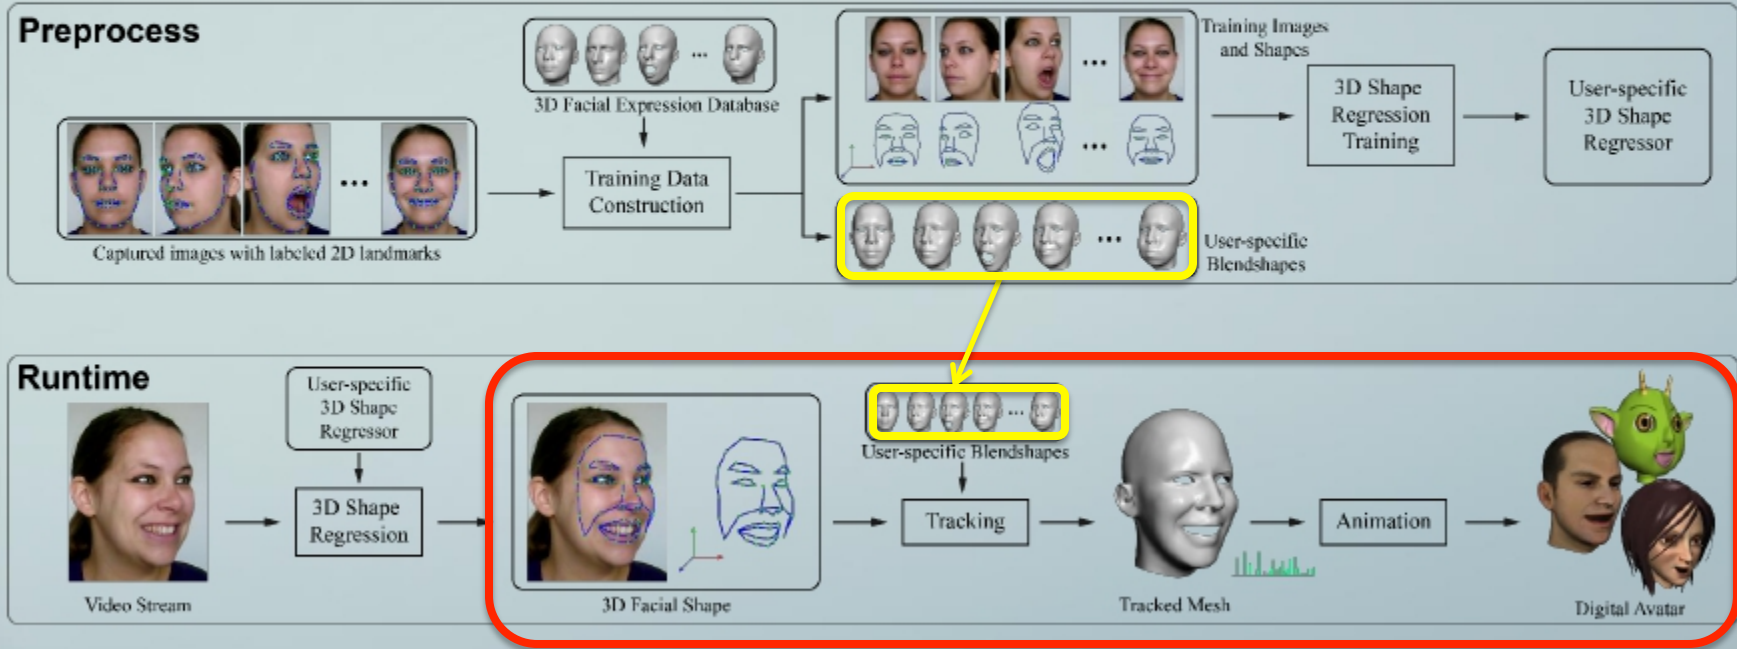 Preprocess
3D Facial Expression Database
Captured images with labeled 2D landmarks
Training Data
Construction
Training Images
and Shapes
User-specific
Blendshapes
3D Shape
Regression
Training
User-specific
3D Shape
Regressor
Runtime
Video Stream
User-specific
3D Shape
Regressor
3D Shape
Regression
3D Facial Shape
User-specific Blendshapes
Tracking
Tracked Mesh
Animation
Digital Avatar